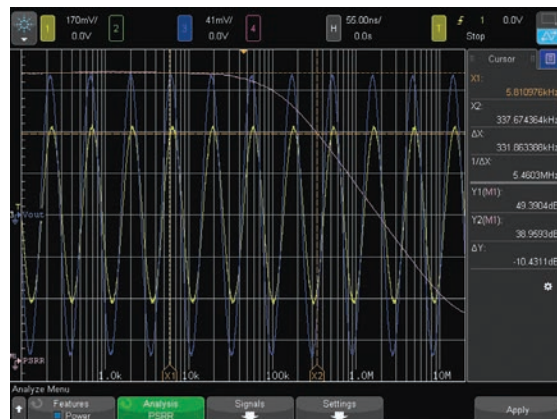 1 170mV/ 2 3 41mV/ 4 H 55.00ns/ T 1 0.0V
0.0V 0.0V 0.0s Stop
Cursor
X1:
5.810976kHz
X2:
337.674364kHz
ΔX:
331.863388kHz
1/ΔX:
5.4603MHz
Y1(M1):
49.3904dB
Y2(M1):
38.9593dB
ΔY:
-10.4311dB
Vout
PSRR
1.0k X1 10k 100k X2 1.0M 10M
Analyze Menu
Features Analysis Signals Settings
Power PSRR Apply